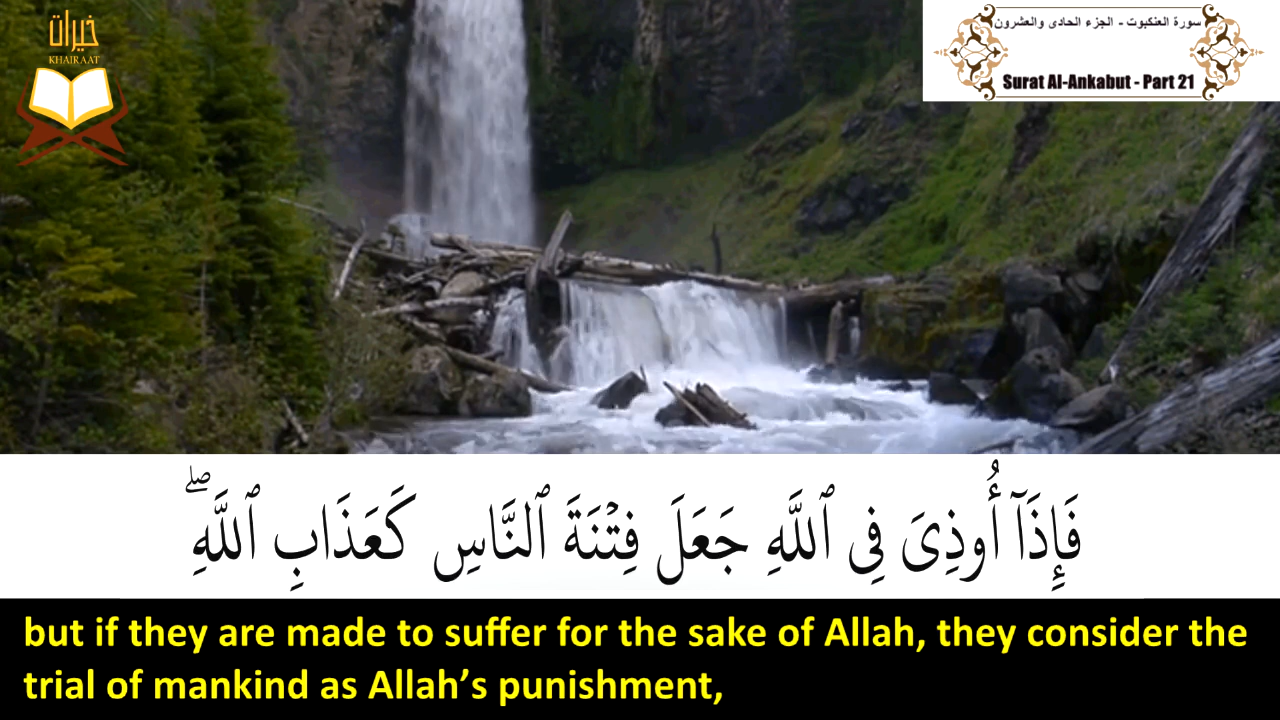 خيرات
KHAIRAAT
سورة العنكبوت - الجزء الحادى والعشرون
Surat Al-Ankabut - Part 21
فَإِذَآ أُوذِىَ فِى ٱللَّهِ جَعَلَ فِتْنَةَ ٱلنَّاسِ كَعَذَابِ ٱللَّهِ ۖ
but if they are made to suffer for the sake of Allah, they consider the
trial of mankind as Allah’s punishment,